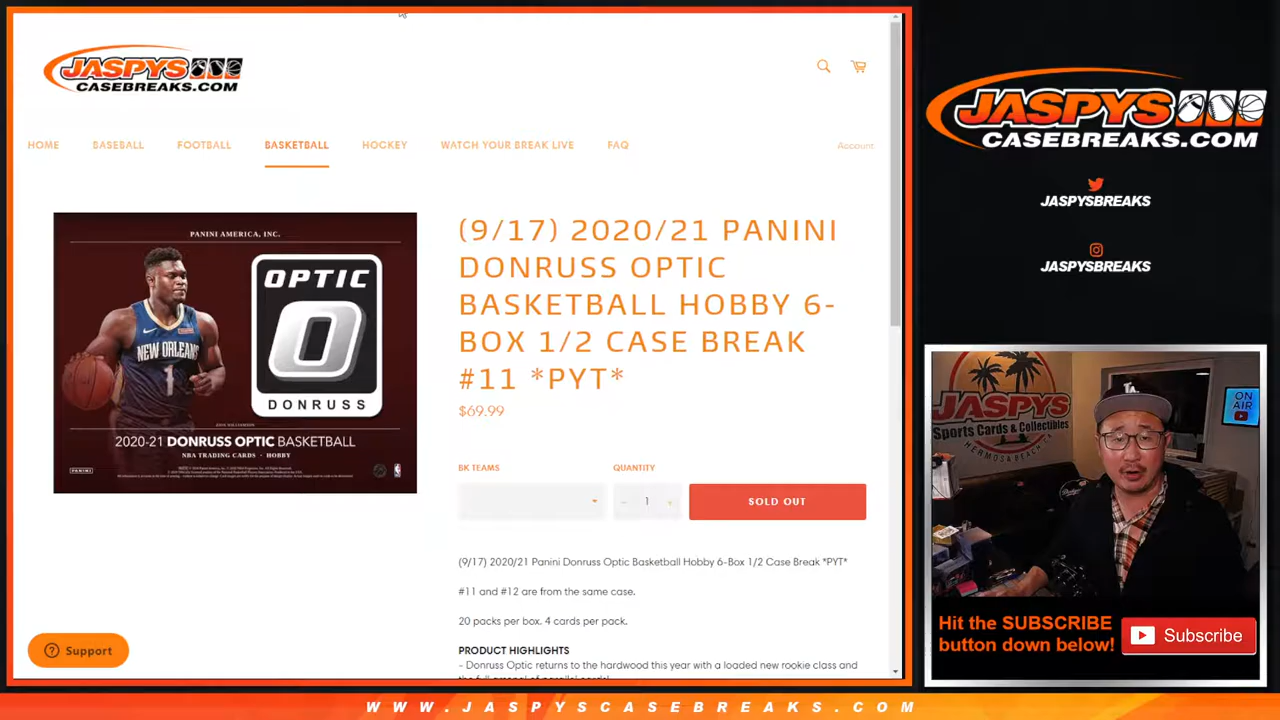 JASPYS
CASEBREAKS.COM
HOME BASEBALL FOOTBALL BASKETBALL HOCKEY WATCH YOUR BREAK LIVE FAQ Account
PANINI AMERICA, INC.
OPTIC
DONRUSS
NEW ORLEANS
1
2020-21 DONRUSS OPTIC BASKETBALL
NBA TRADING CARDS · HOBBY
PANINI
(9/17) 2020/21 PANINI
DONRUSS OPTIC
BASKETBALL HOBBY 6-
BOX 1/2 CASE BREAK
#11 *PYT*
$69.99
BK TEAMS QUANTITY
− 1 +
SOLD OUT
(9/17) 2020/21 Panini Donruss Optic Basketball Hobby 6-Box 1/2 Case Break *PYT*
#11 and #12 are from the same case.
20 packs per box. 4 cards per pack.
PRODUCT HIGHLIGHTS
- Donruss Optic returns to the hardwood this year with a loaded new rookie class and
Support
JASPYS
CASEBREAKS.COM
JASPYSBREAKS
JASPYSBREAKS
JASPYS
Sports Cards & Collectibles
HERMOSA BEACH
LA
ON
AIR
Hit the SUBSCRIBE
button down below!
Subscribe
WWW.JASPYSCASEBREAKS.COM